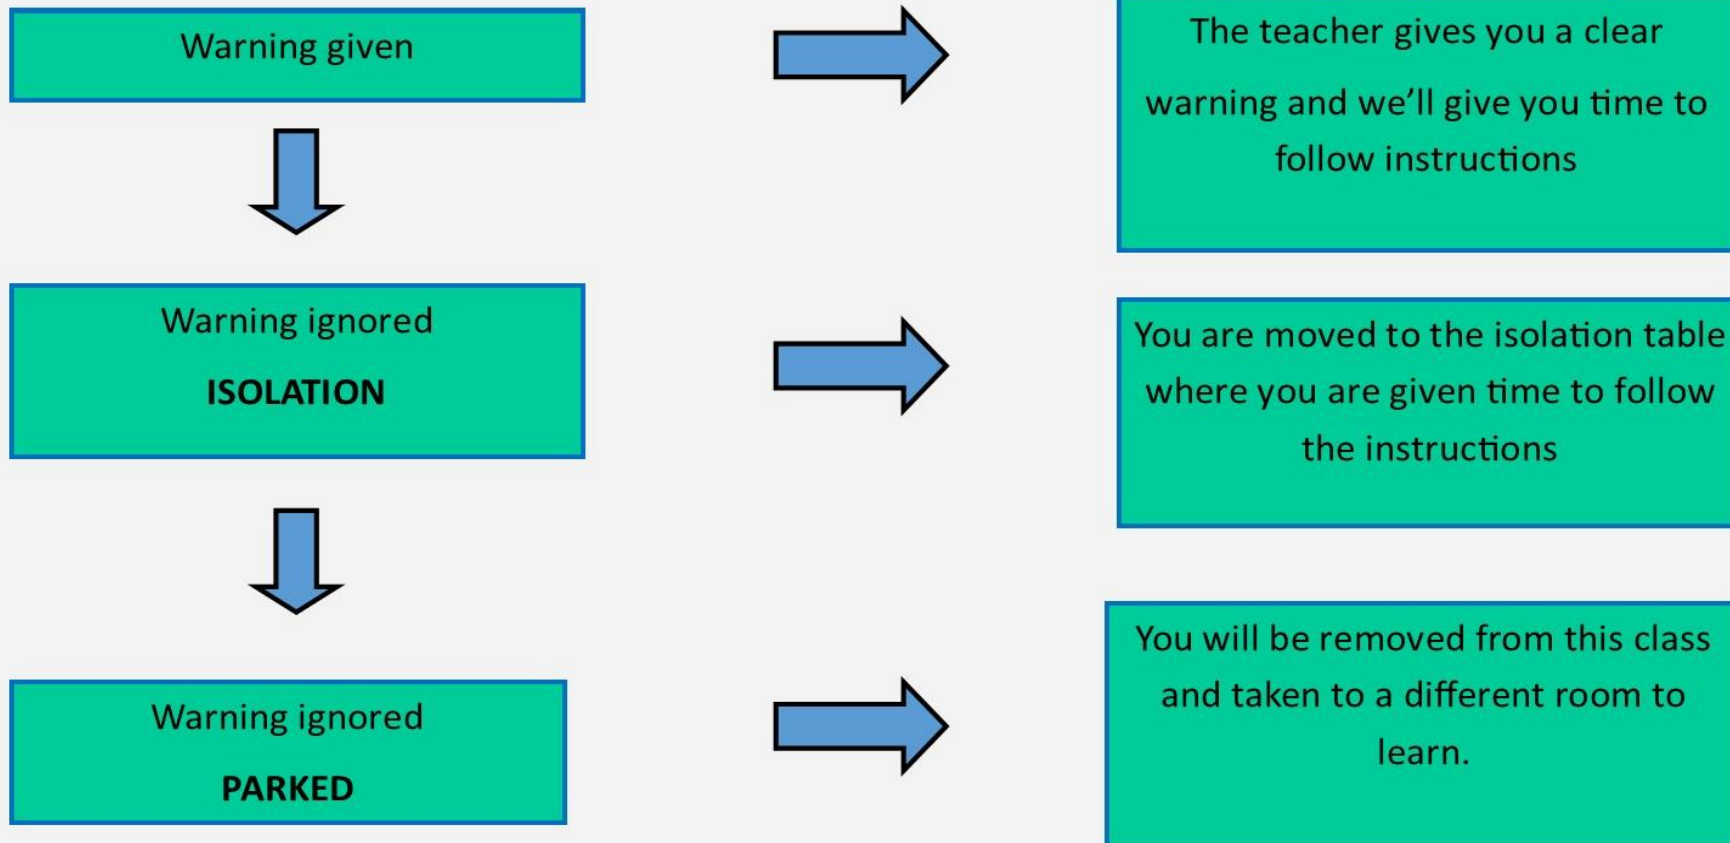 Warning given
The teacher gives you a clear
warning and we’ll give you time to
follow instructions
Warning ignored
ISOLATION
You are moved to the isolation table
where you are given time to follow
the instructions
Warning ignored
PARKED
You will be removed from this class
and taken to a different room to
learn.